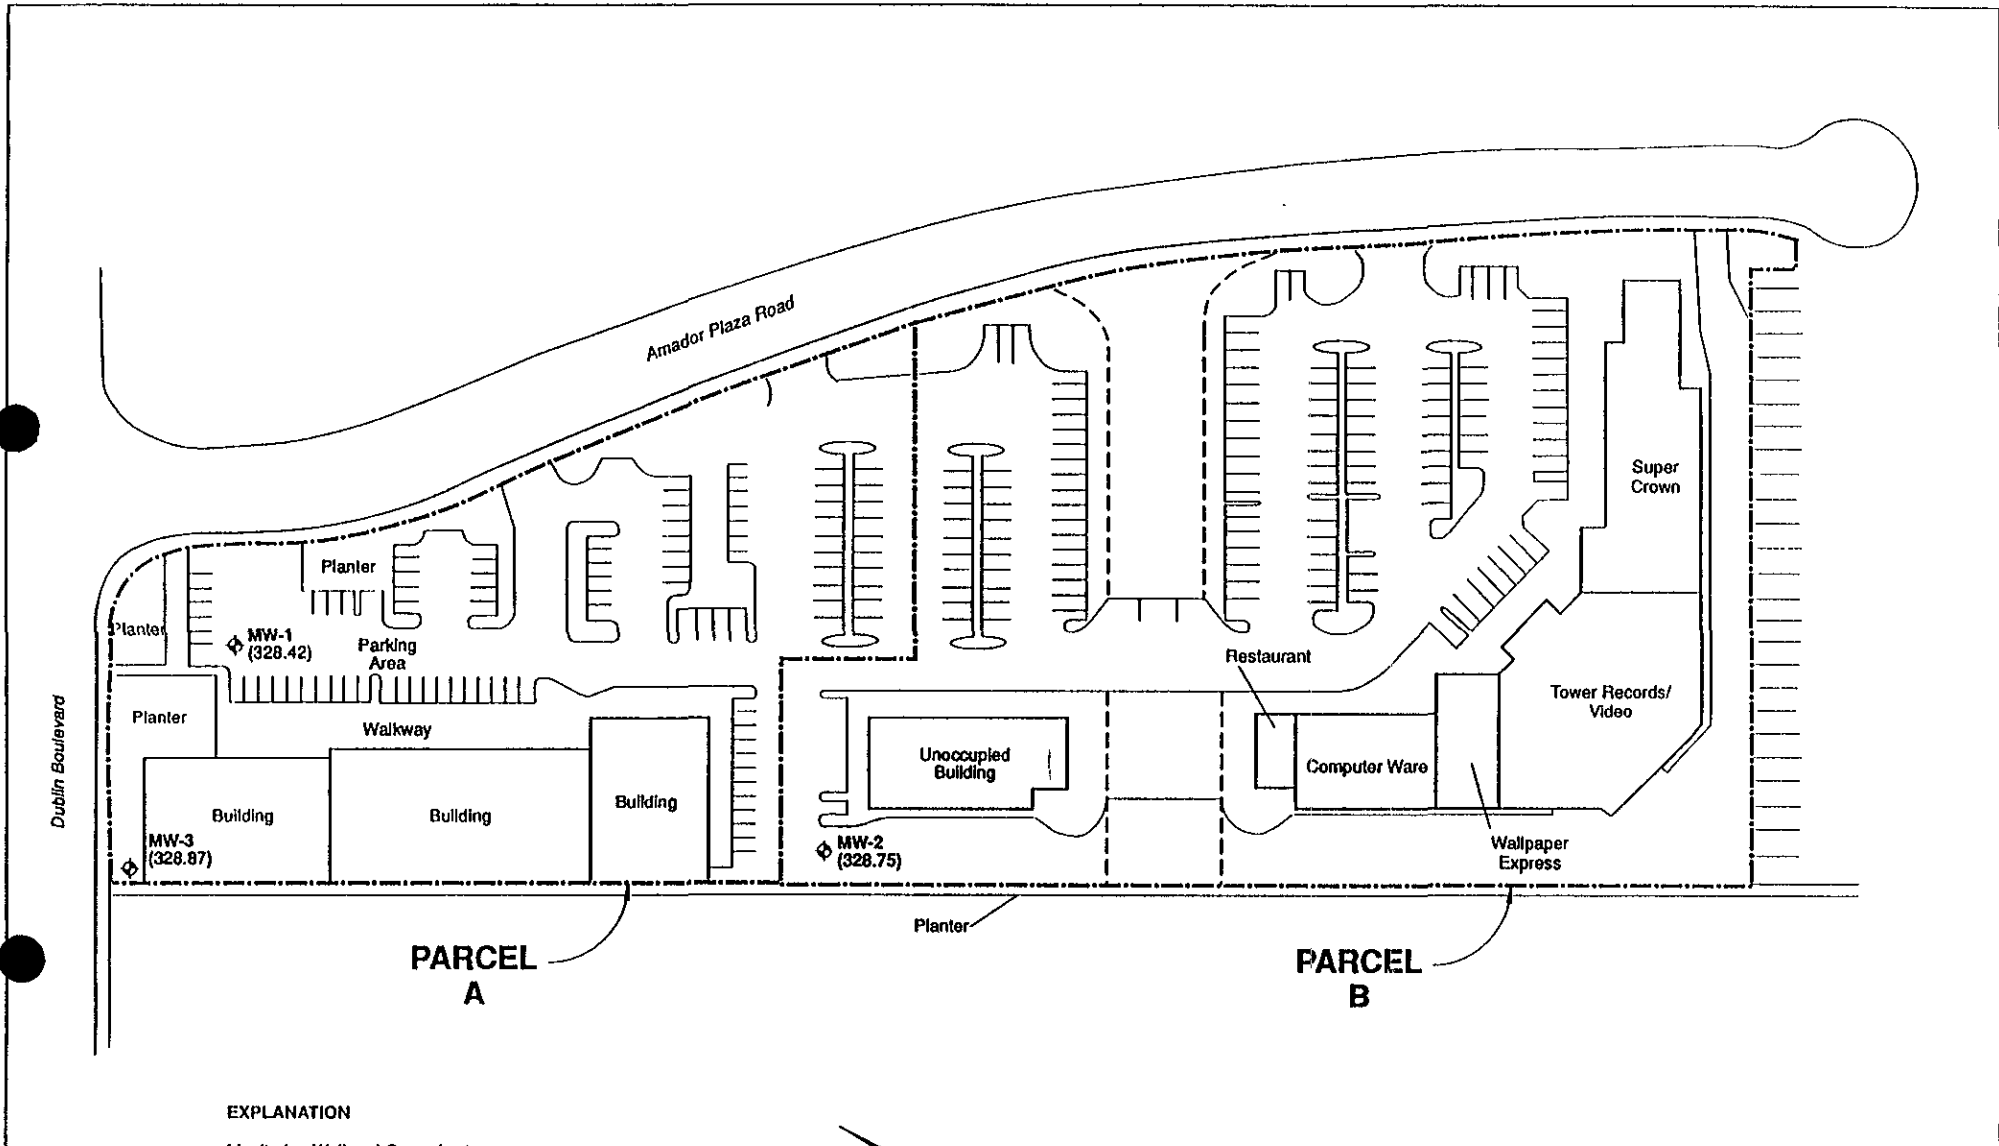 Amador Plaza Road
Super
Crown
Planter
Planter
MW-1
(328.42)
Parking
Area
Restaurant
Dublin Boulevard
Planter
Walkway
Tower Records/
Video
Unoccupied
Building
Computer Ware
Building
Building
Building
MW-3
(328.87)
MW-2
(328.75)
Wallpaper
Express
Planter
PARCEL
A
PARCEL
B
EXPLANATION